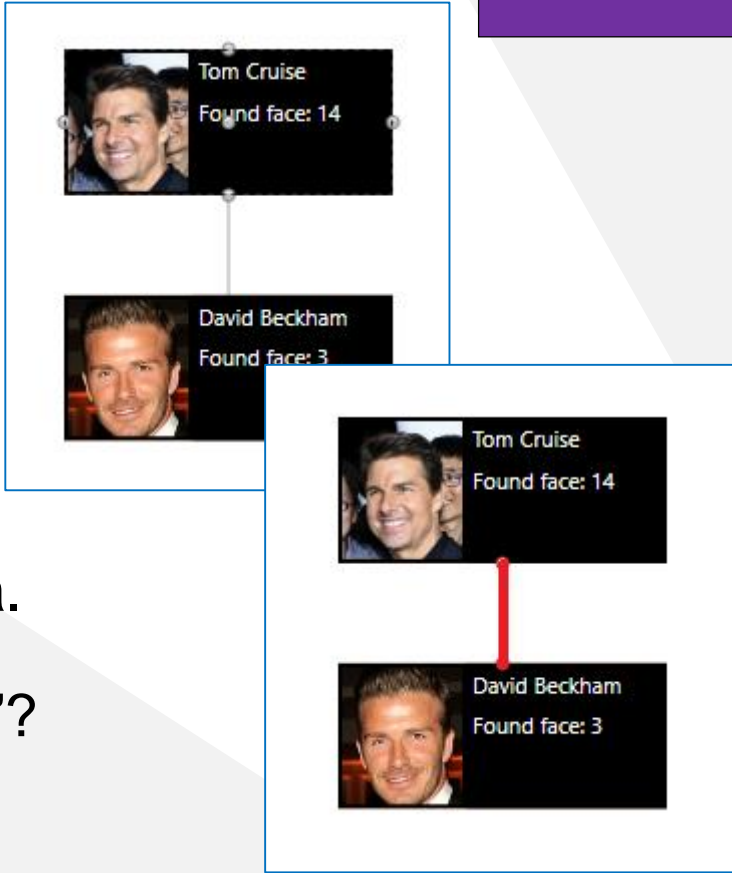 Tom Cruise
Found face: 14
David Beckham
Found face: 3
Tom Cruise
Found face: 14
David Beckham
Found face: 3
.
"?